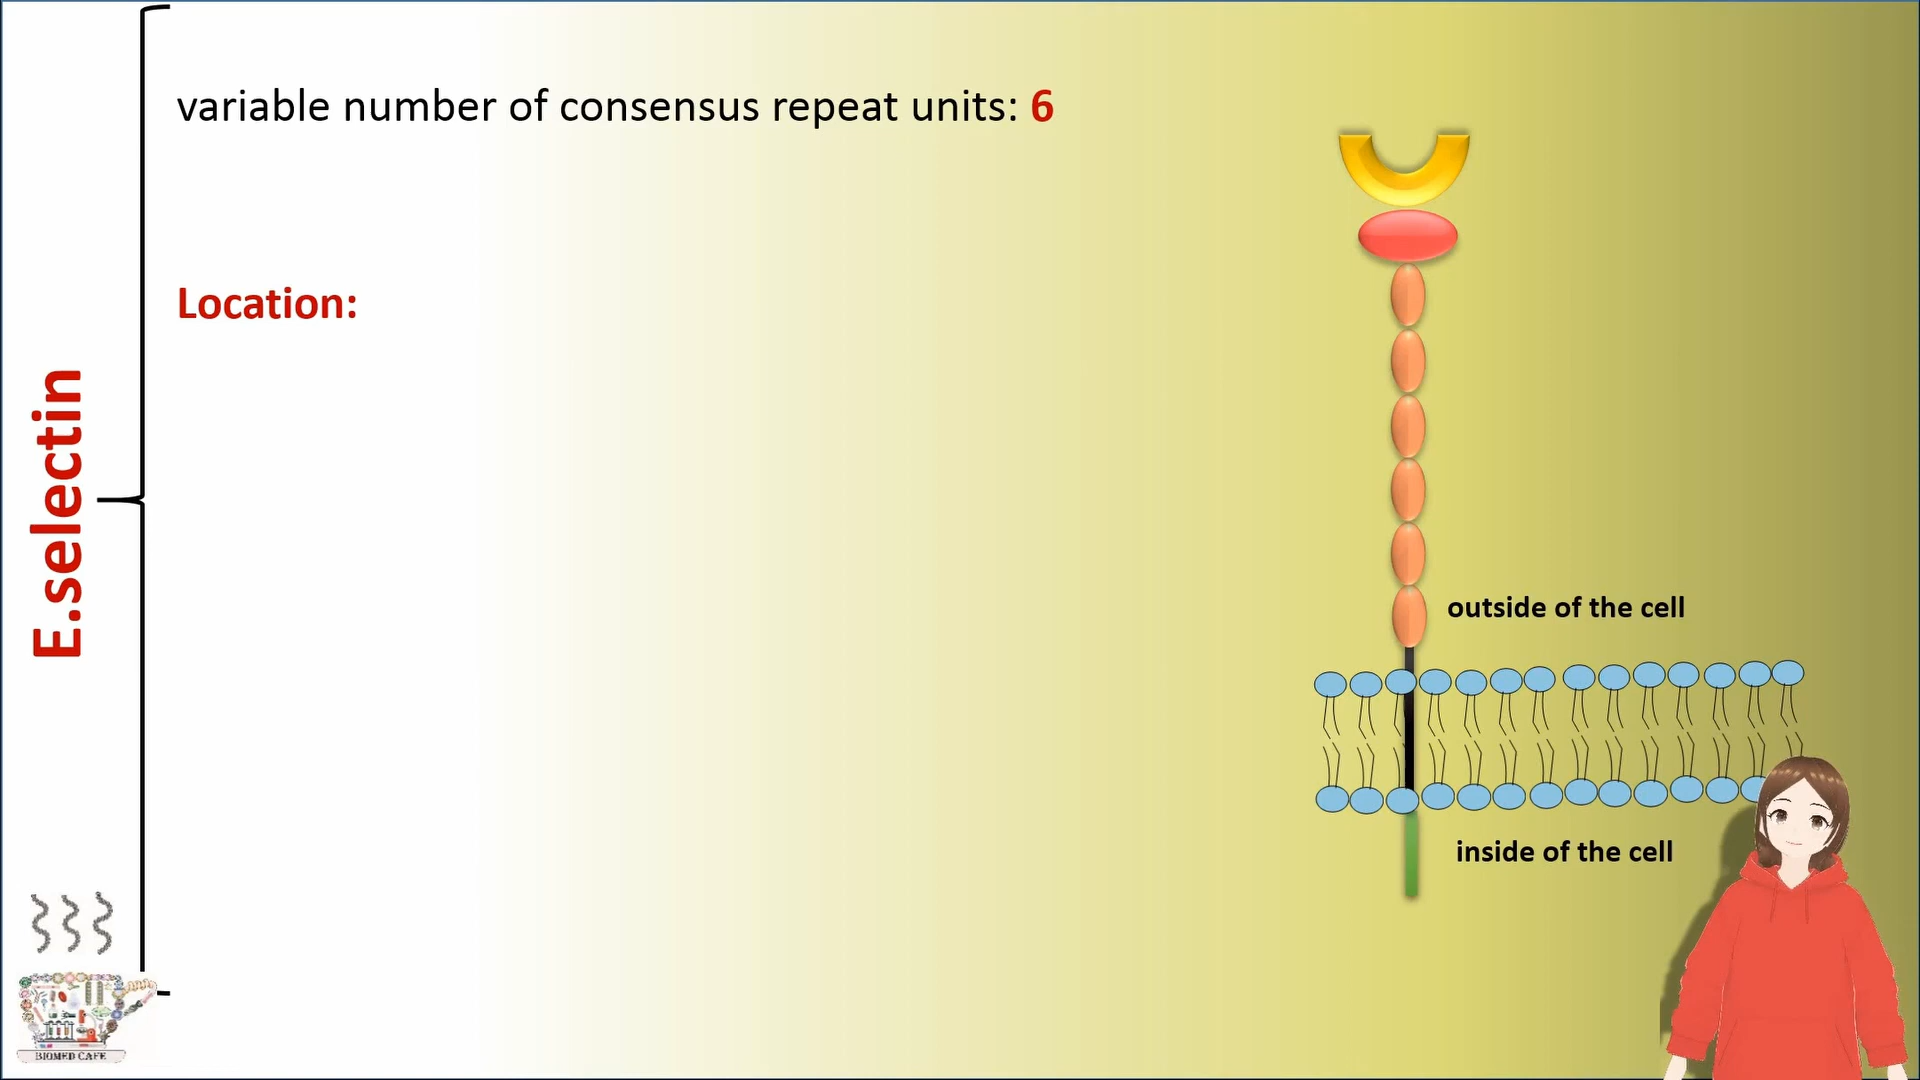 variable number of consensus repeat units: 6
Location:
E.selectin
outside of the cell
inside of the cell
BIOMED CAFE